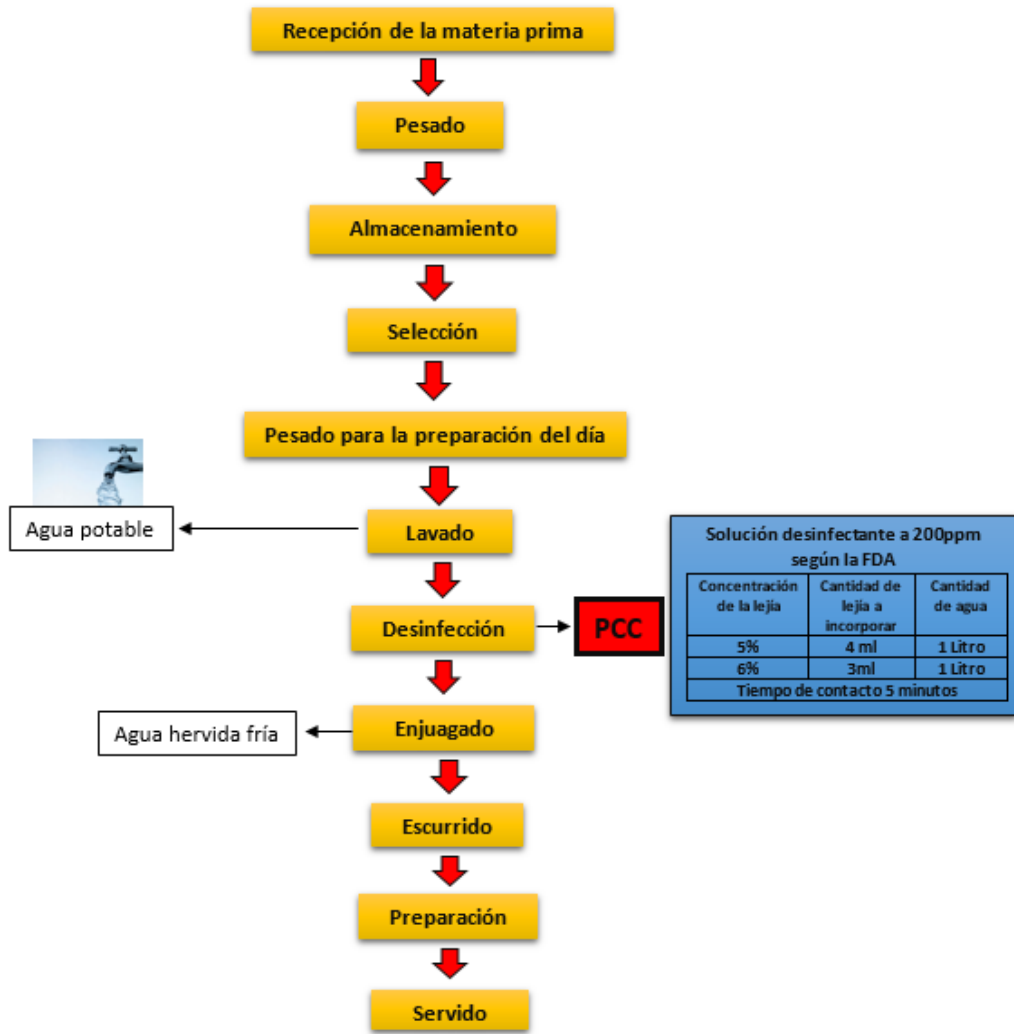 Recepción de la materia prima
Pesado
Almacenamiento
Selección
Pesado para la preparación del día
Agua potable
Lavado
Desinfección
PCC
Solución desinfectante a 200ppm
según la FDA
Concentración
de la lejía
Cantidad de
lejía a
incorporar
Cantidad
de agua
5%
4 ml
1 Litro
6%
3ml
1 Litro
Tiempo de contacto 5 minutos
Agua hervida fría
Enjuagado
Escurrido
Preparación
Servido